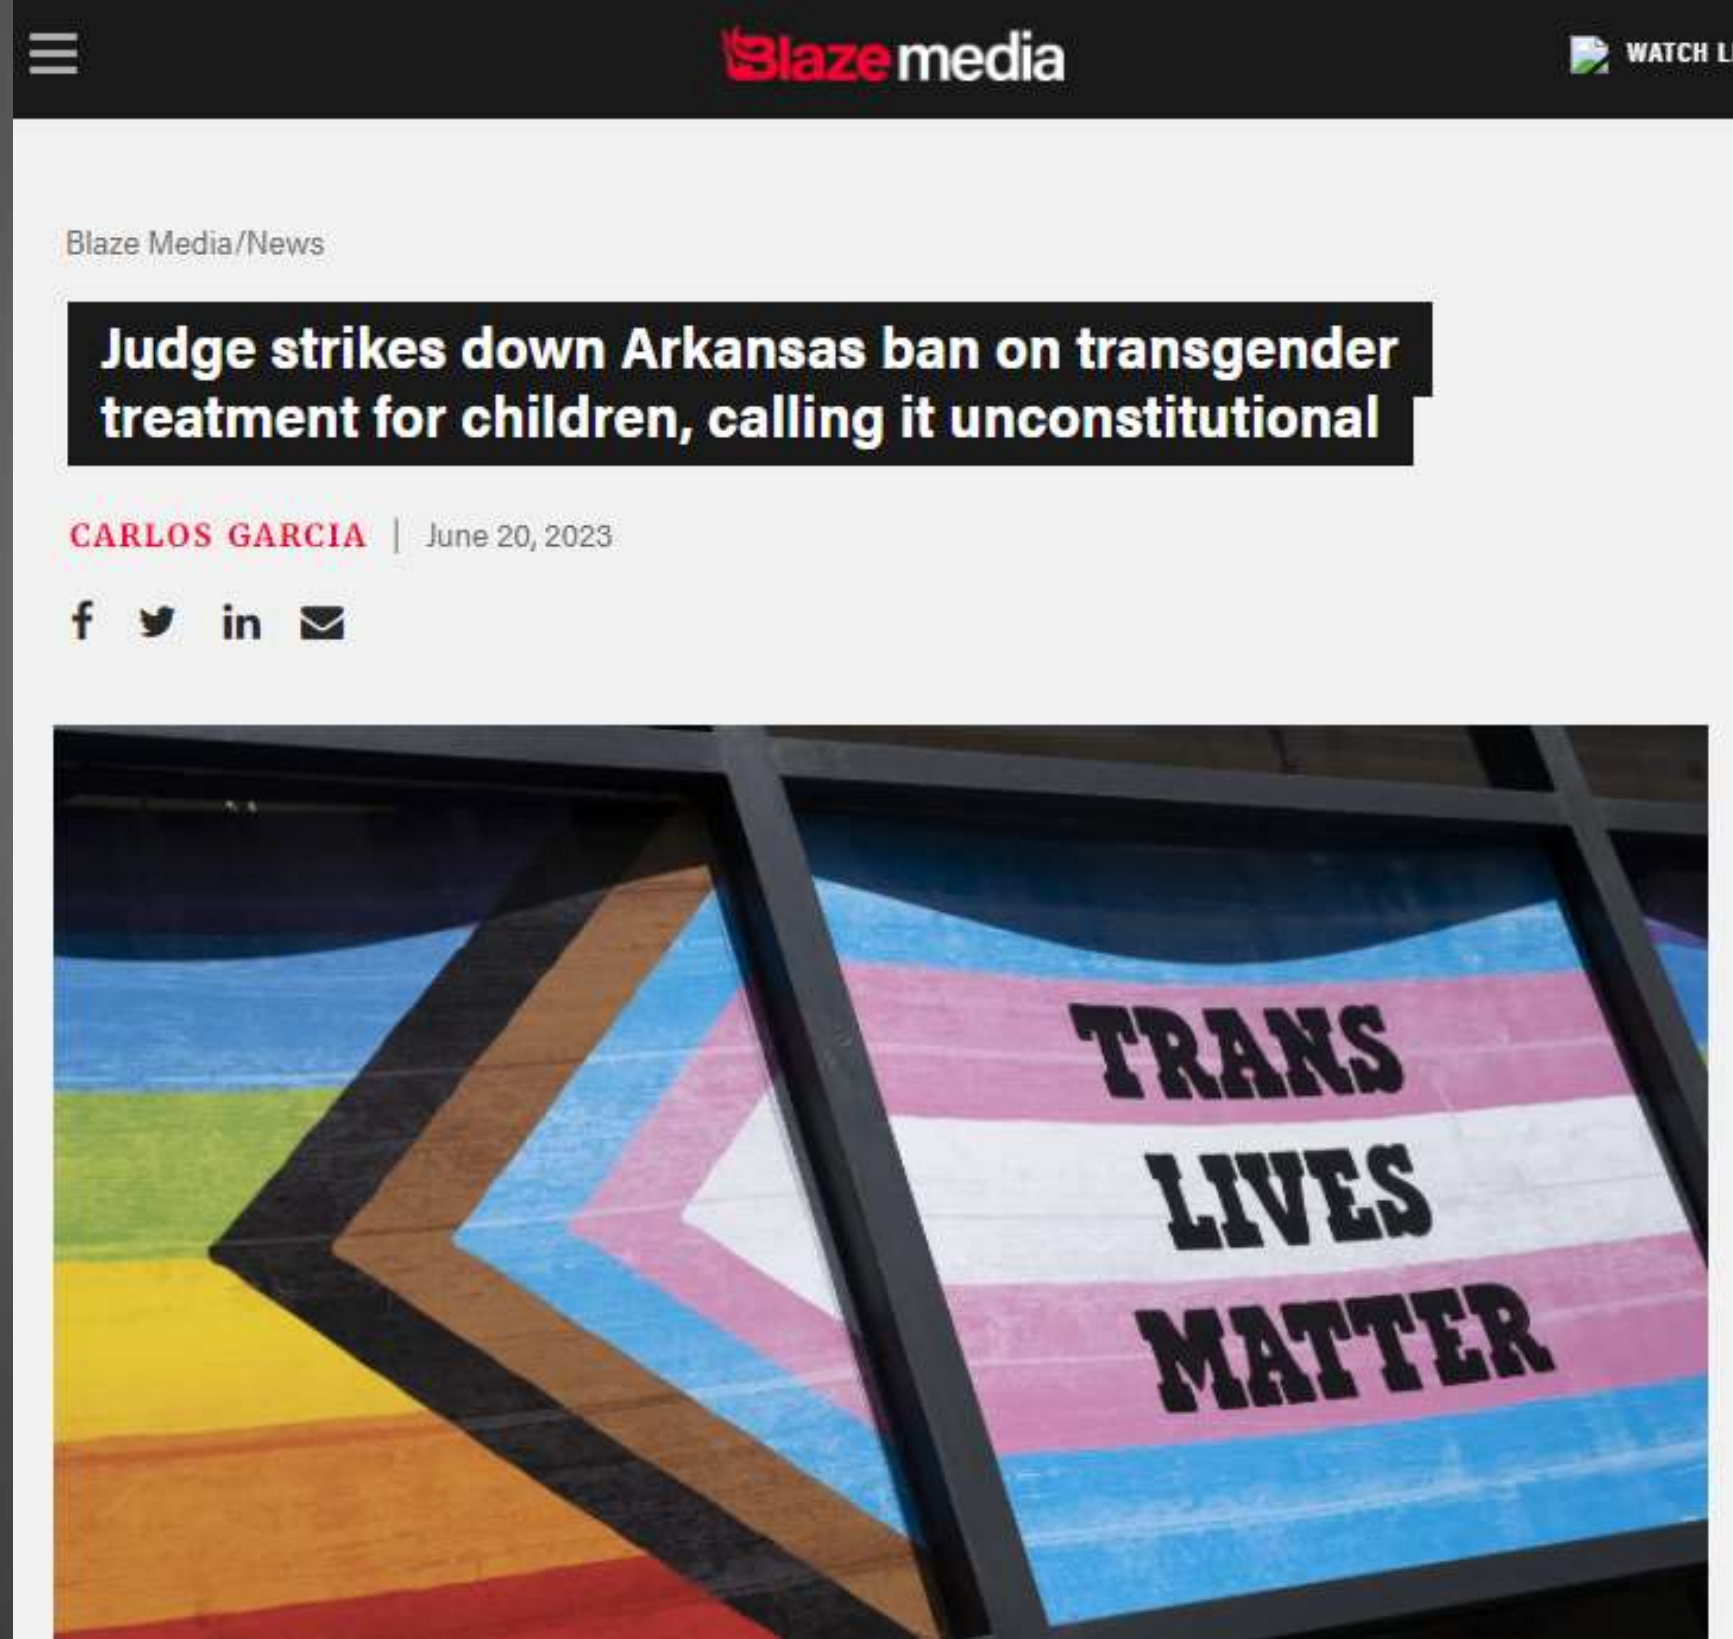 Blaze media
WATCH
Blaze Media/News
Judge strikes down Arkansas ban on transgender
treatment for children, calling it unconstitutional
CARLOS GARCIA | June 20, 2023
f in
TRANS
LIVES
MATTER